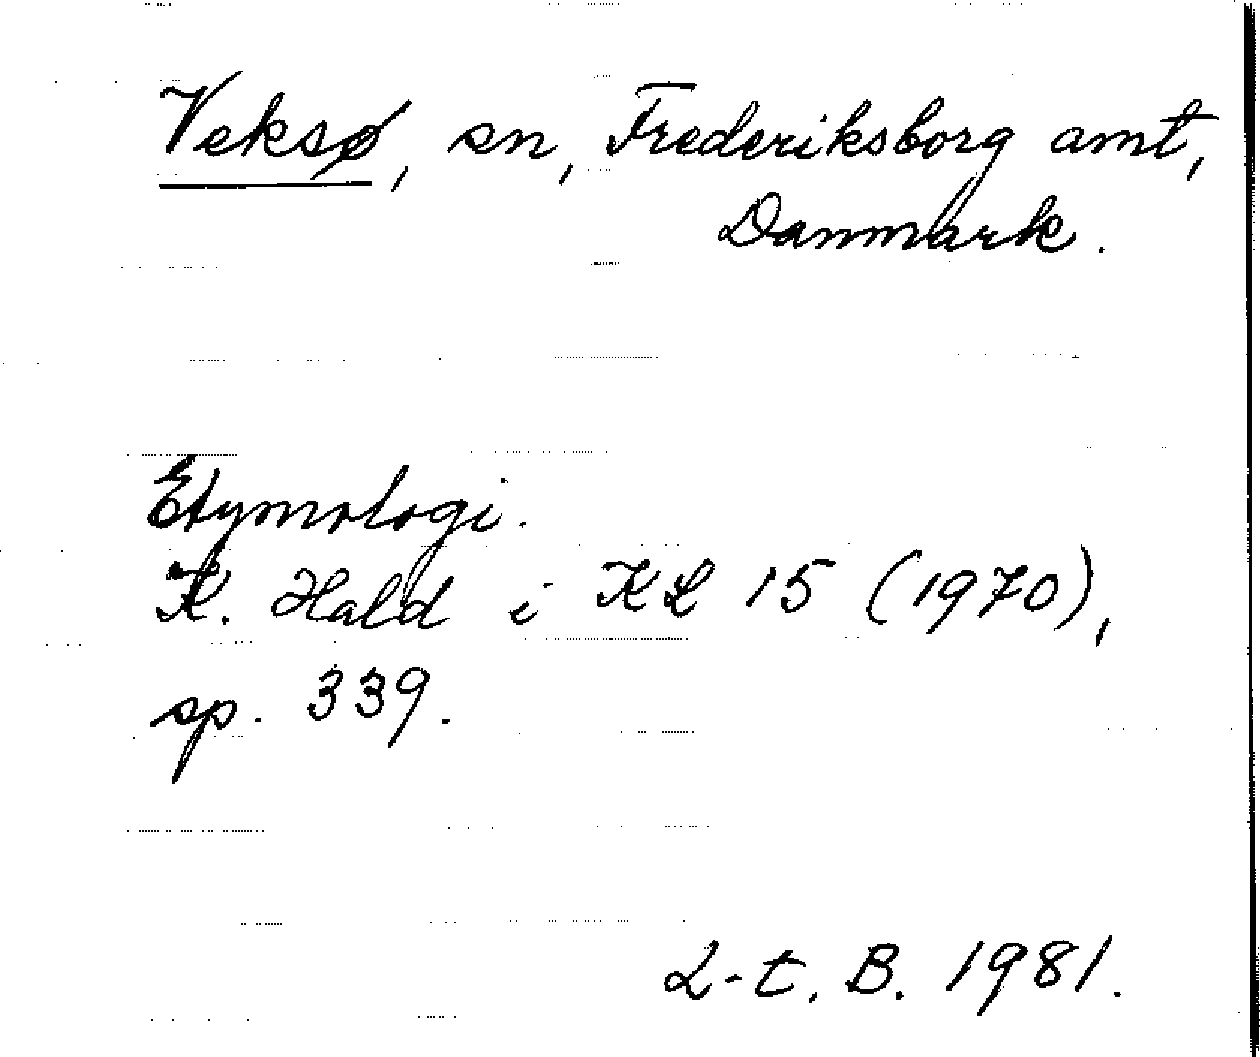 Veksø, sn, Frederiksborg amt,
Danmark.
Etymologi.
K. Hald i KL 15 (1970),
sp. 339.
L-t. B. 1981.